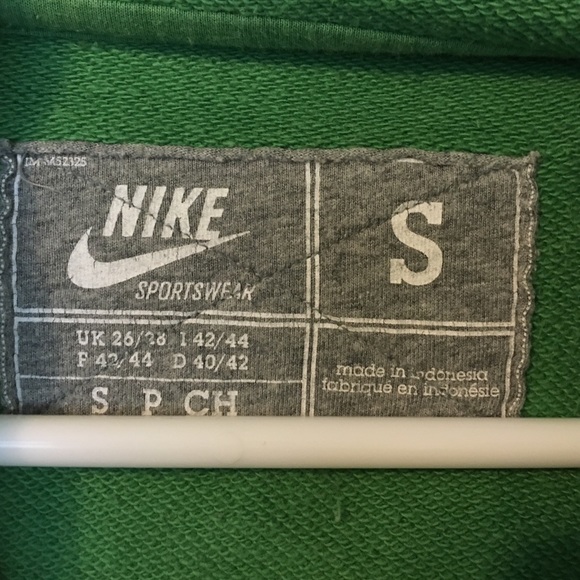 NIKE
SPORTSWEAR
S
UK 26/28 I 42/44
F 42/44 D 40/42
S P CH
made in indonesia
fabriqué en indonésie